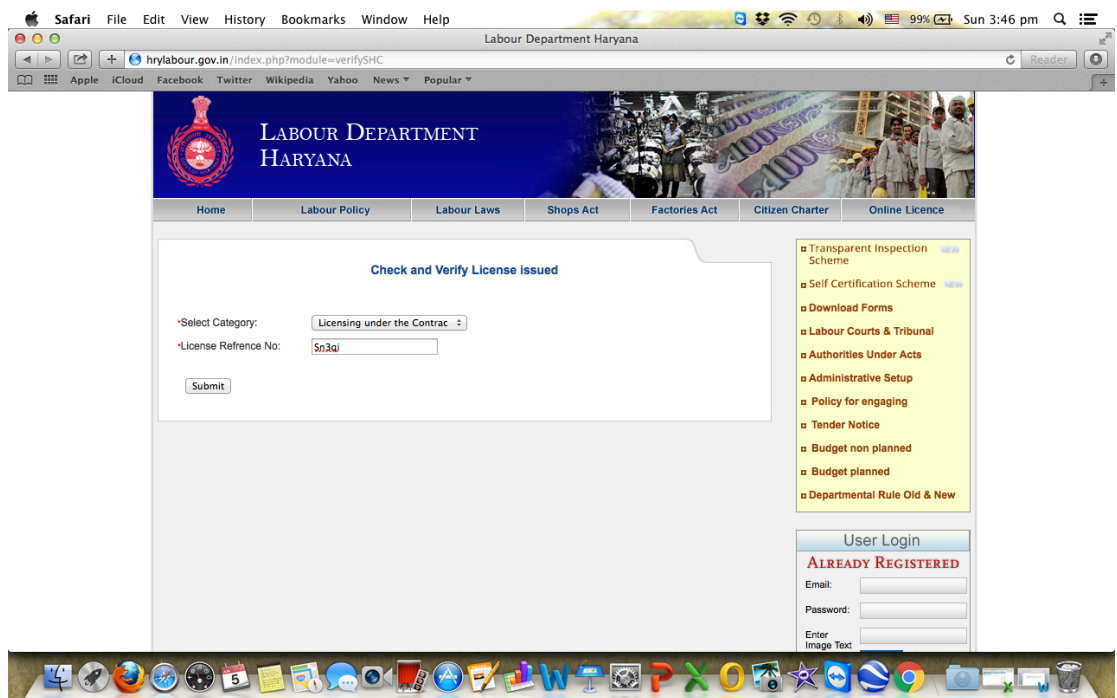 Safari File Edit View History Bookmarks Window Help 99% Sun 3:46 pm
Labour Department Haryana
hrylabour.gov.in/index.php?module=verifySHC Reader
Apple iCloud Facebook Twitter Wikipedia Yahoo News Popular
LABOUR DEPARTMENT
HARYANA
Home Labour Policy Labour Laws Shops Act Factories Act Citizen Charter Online Licence
Check and Verify License issued
*Select Category: Licensing under the Contrac
*License Refrence No: Sn3qi
Submit
Transparent Inspection NEW
Scheme
Self Certification Scheme NEW
Download Forms
Labour Courts & Tribunal
Authorities Under Acts
Administrative Setup
Policy for engaging
Tender Notice
Budget non planned
Budget planned
Departmental Rule Old & New
User Login
ALREADY REGISTERED
Email:
Password:
Enter
Image Text
5